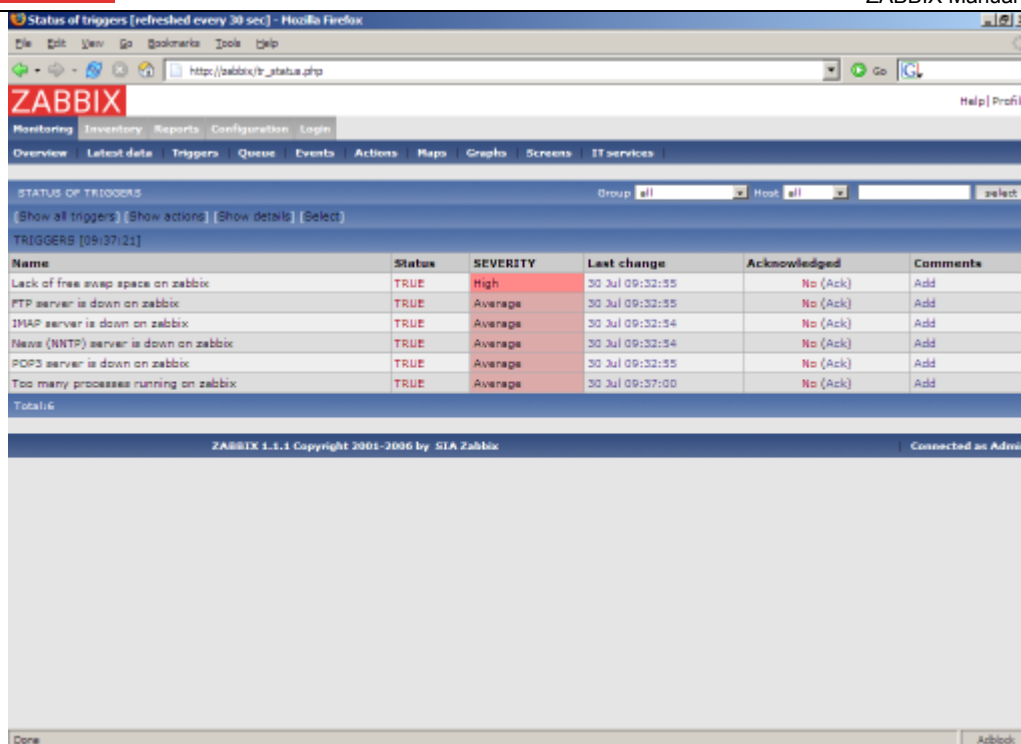 ZABBIX Manual
Status of triggers [refreshed every 30 sec] - Mozilla Firefox
File Edit View Go Bookmarks Tools Help
http://zabbix/tr_status.php Go G
ZABBIX
Help | Profil
Monitoring Inventory Reports Configuration Login
Overview Latest data Triggers Queue Events Actions Maps Graphs Screens IT services
STATUS OF TRIGGERS Group all Host all select
[Show all triggers] [Show actions] [Show details] [Select]
TRIGGERS [09:37:21]
Name Status SEVERITY Last change Acknowledged Comments
Lack of free swap space on zabbix TRUE High 30 Jul 09:32:55 No (Ack) Add
FTP server is down on zabbix TRUE Average 30 Jul 09:32:55 No (Ack) Add
IMAP server is down on zabbix TRUE Average 30 Jul 09:32:54 No (Ack) Add
News (NNTP) server is down on zabbix TRUE Average 30 Jul 09:32:54 No (Ack) Add
POP3 server is down on zabbix TRUE Average 30 Jul 09:32:55 No (Ack) Add
Too many processes running on zabbix TRUE Average 30 Jul 09:37:00 No (Ack) Add
Total:6
ZABBIX 1.1.1 Copyright 2001-2006 by SIA Zabbix Connected as Admi
Done Adblock